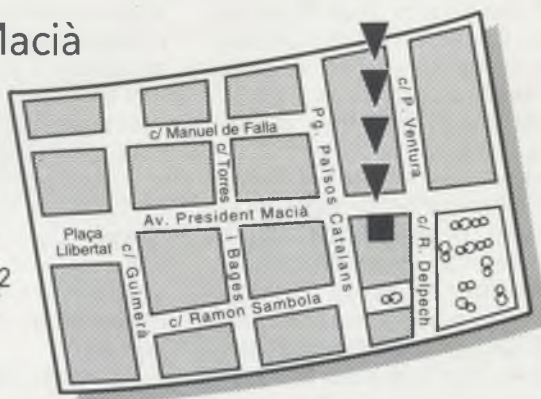 Macià
c/ Manuel de Falla
c/ Torres
i Bages
Pg. Països
Catalans
c/ P. Ventura
Av. President Macià
Plaça
Llibertat
c/ Guimerà
c/ R. Delpech
c/ Ramon Sambola
2